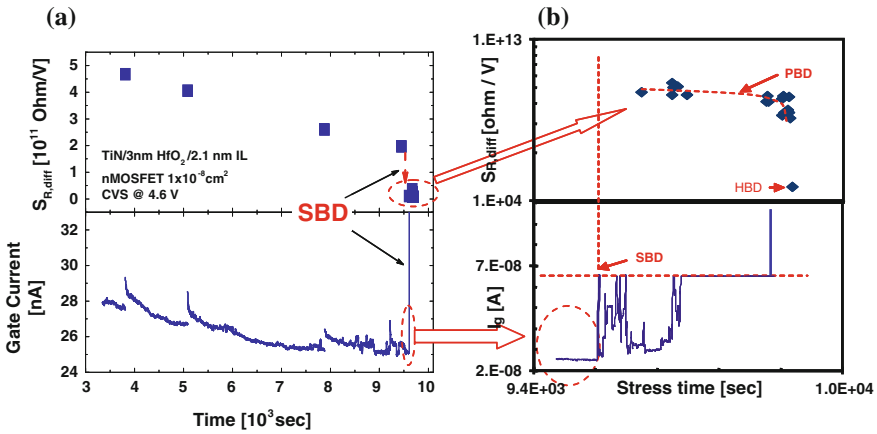 (a)
S_R,diff [10^11 Ohm/V]
5
4
3
2
1
0
TiN/3nm HfO2/2.1 nm IL
nMOSFET 1x10^-8cm^2
CVS @ 4.6 V
SBD
Gate Current
[nA]
32
30
28
26
24
3 4 5 6 7 8 9 10
Time [10^3sec]
(b)
S_R,diff [ohm / V]
1.E+13
1.E+04
PBD
HBD
SBD
I_g [A]
7.E-08
2.E-08
9.4E+03 Stress time [sec] 1.0E+04